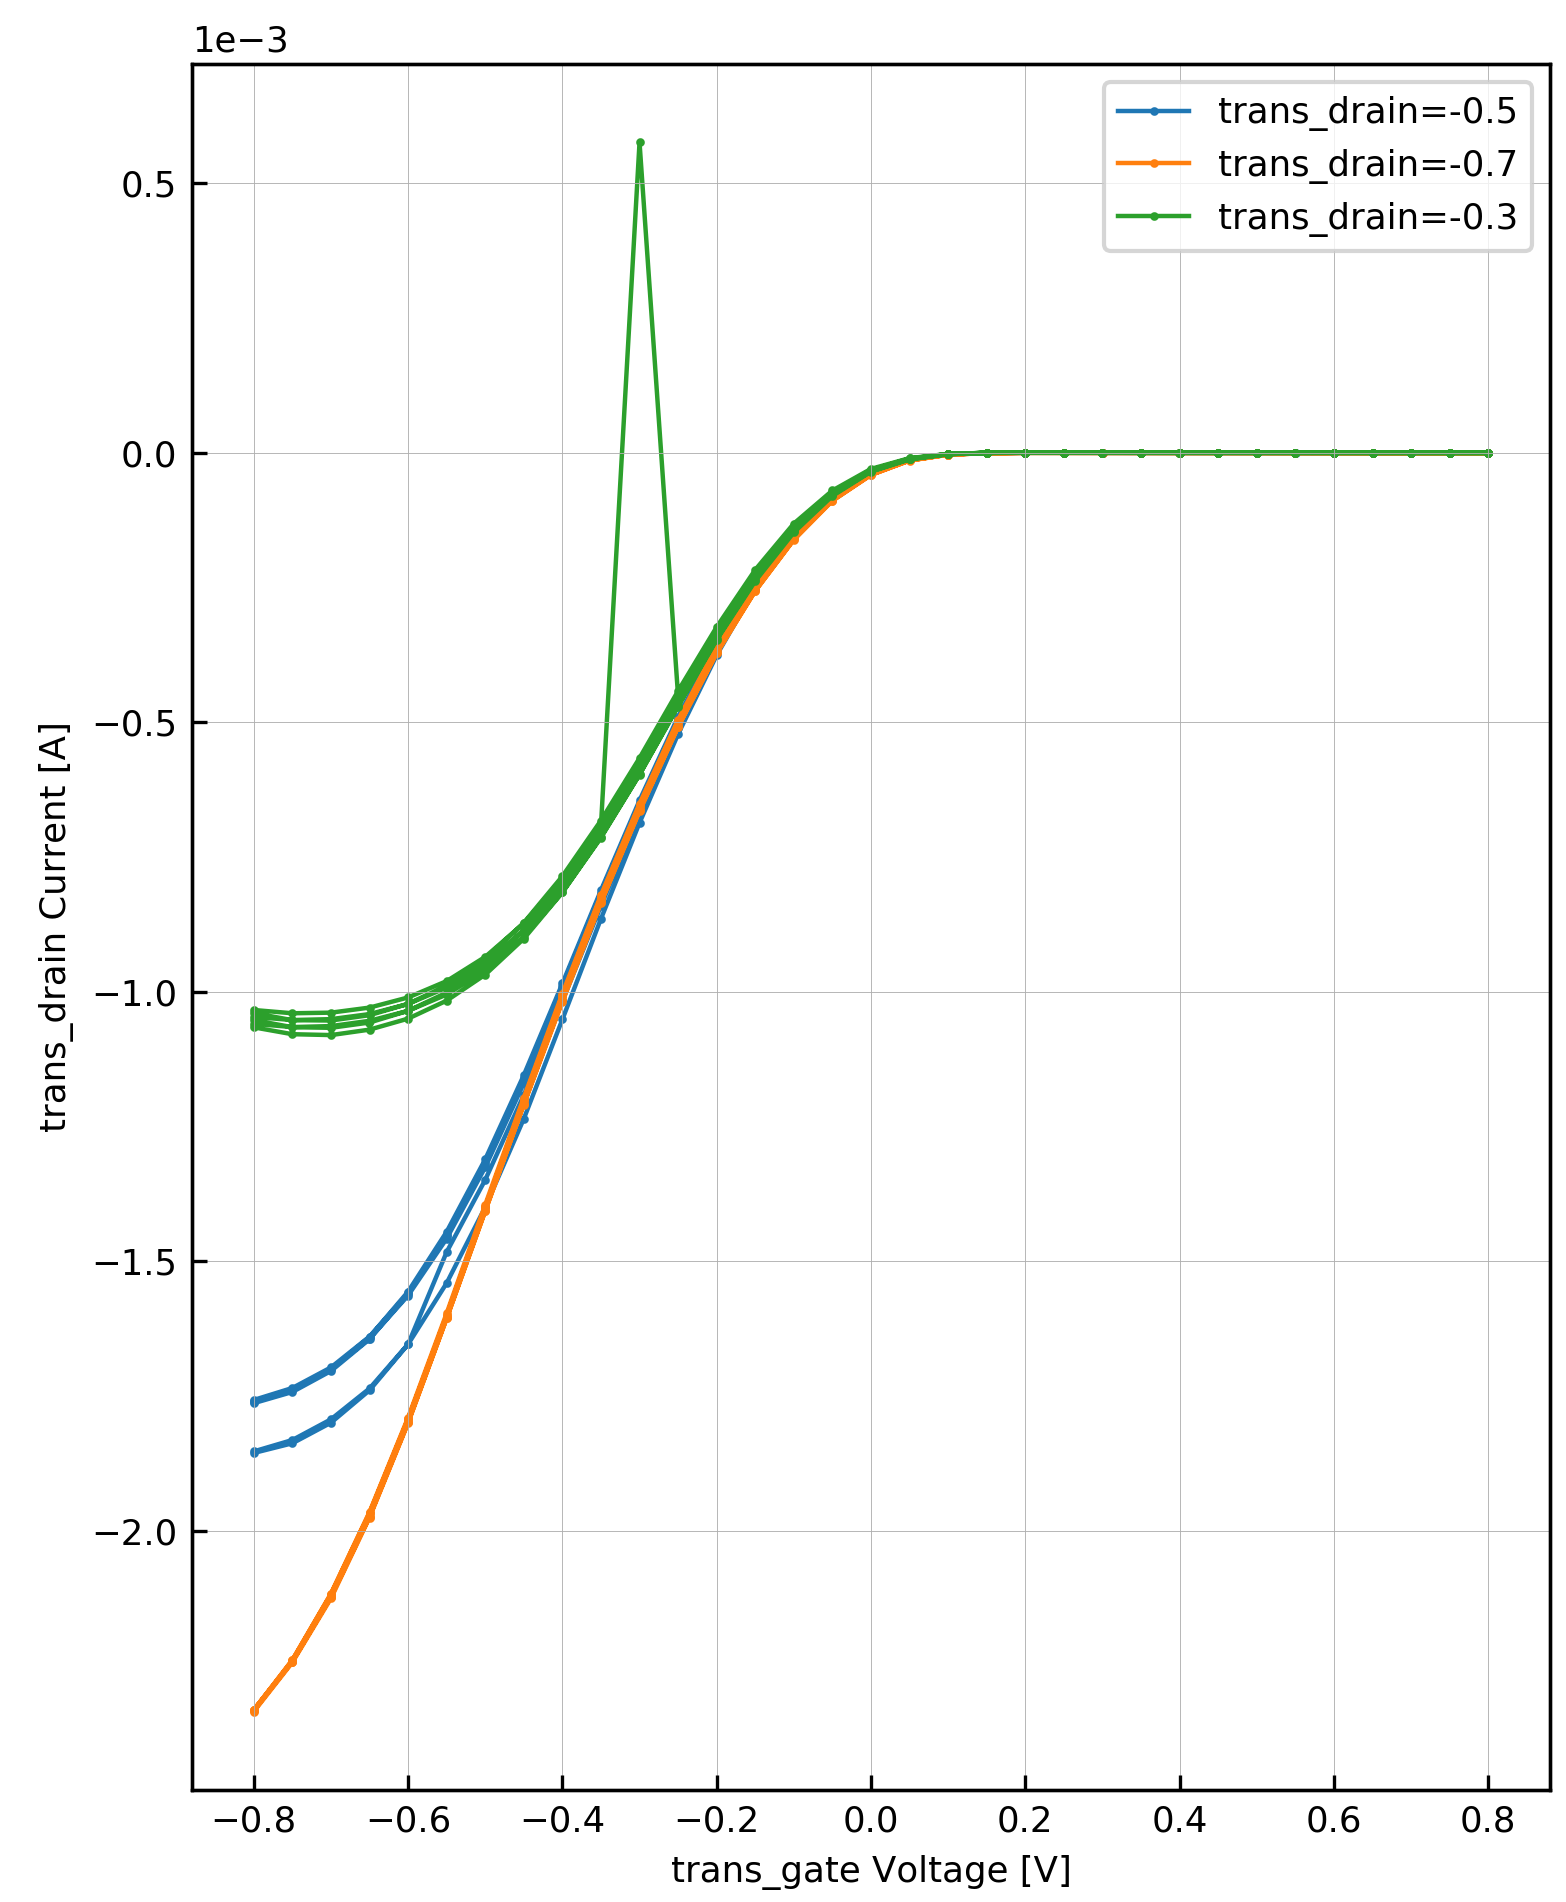 1e−3
trans_drain=-0.5
trans_drain=-0.7
trans_drain=-0.3
0.5
0.0
−0.5
−1.0
−1.5
−2.0
trans_drain Current [A]
−0.8 −0.6 −0.4 −0.2 0.0 0.2 0.4 0.6 0.8
trans_gate Voltage [V]